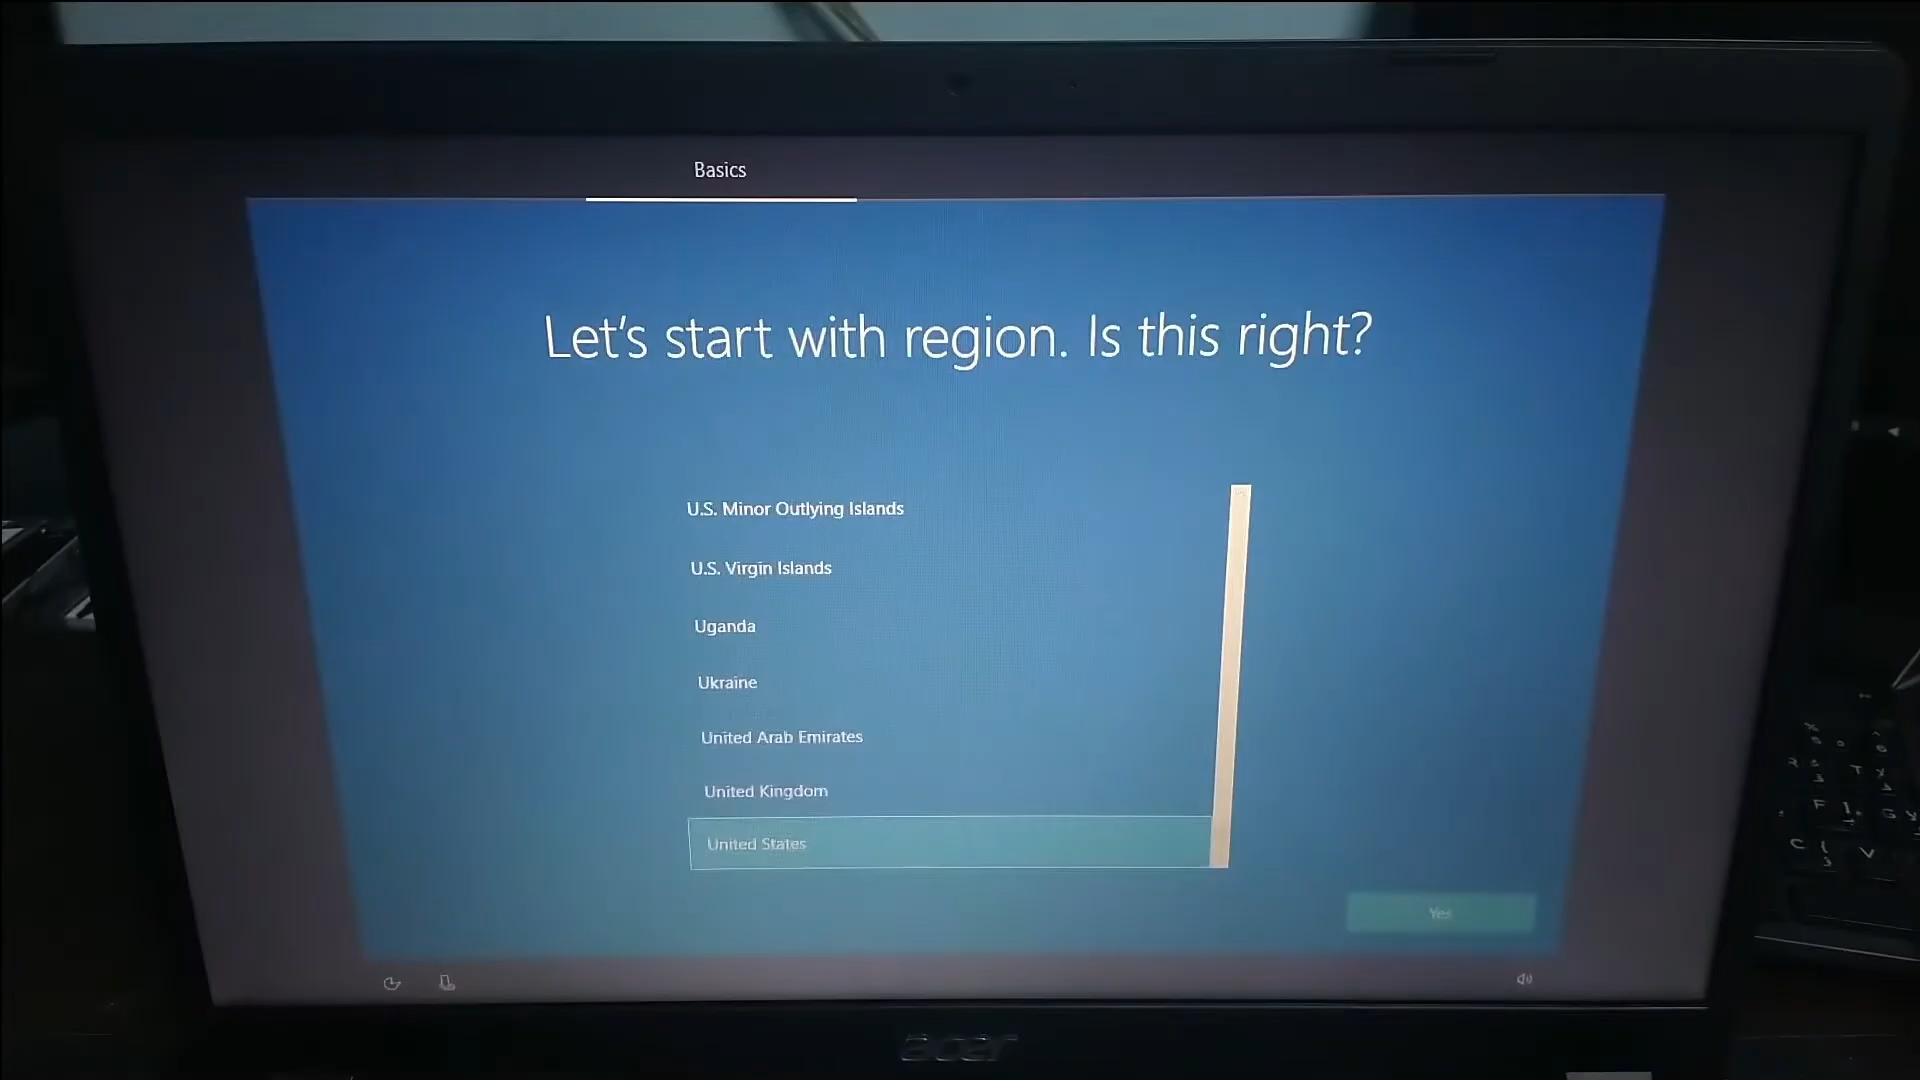 Basics
Let's start with region. Is this right?
U.S. Minor Outlying Islands
U.S. Virgin Islands
Uganda
Ukraine
United Arab Emirates
United Kingdom
United States
Yes
acer